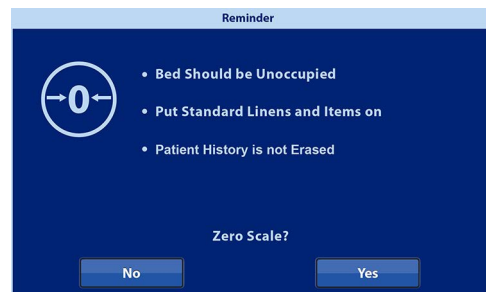 Reminder
→0←
• Bed Should be Unoccupied
• Put Standard Linens and Items on
• Patient History is not Erased
Zero Scale?
No
Yes